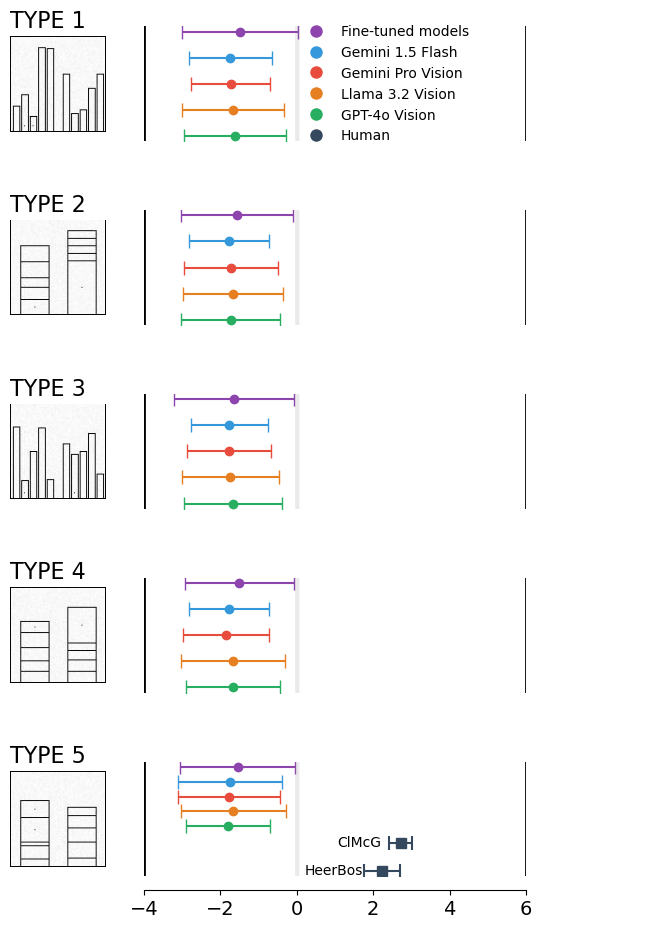 TYPE 1
Fine-tuned models
Gemini 1.5 Flash
Gemini Pro Vision
Llama 3.2 Vision
GPT-4o Vision
Human
TYPE 2
TYPE 3
TYPE 4
TYPE 5
ClMcG
HeerBos
−4 −2 0 2 4 6